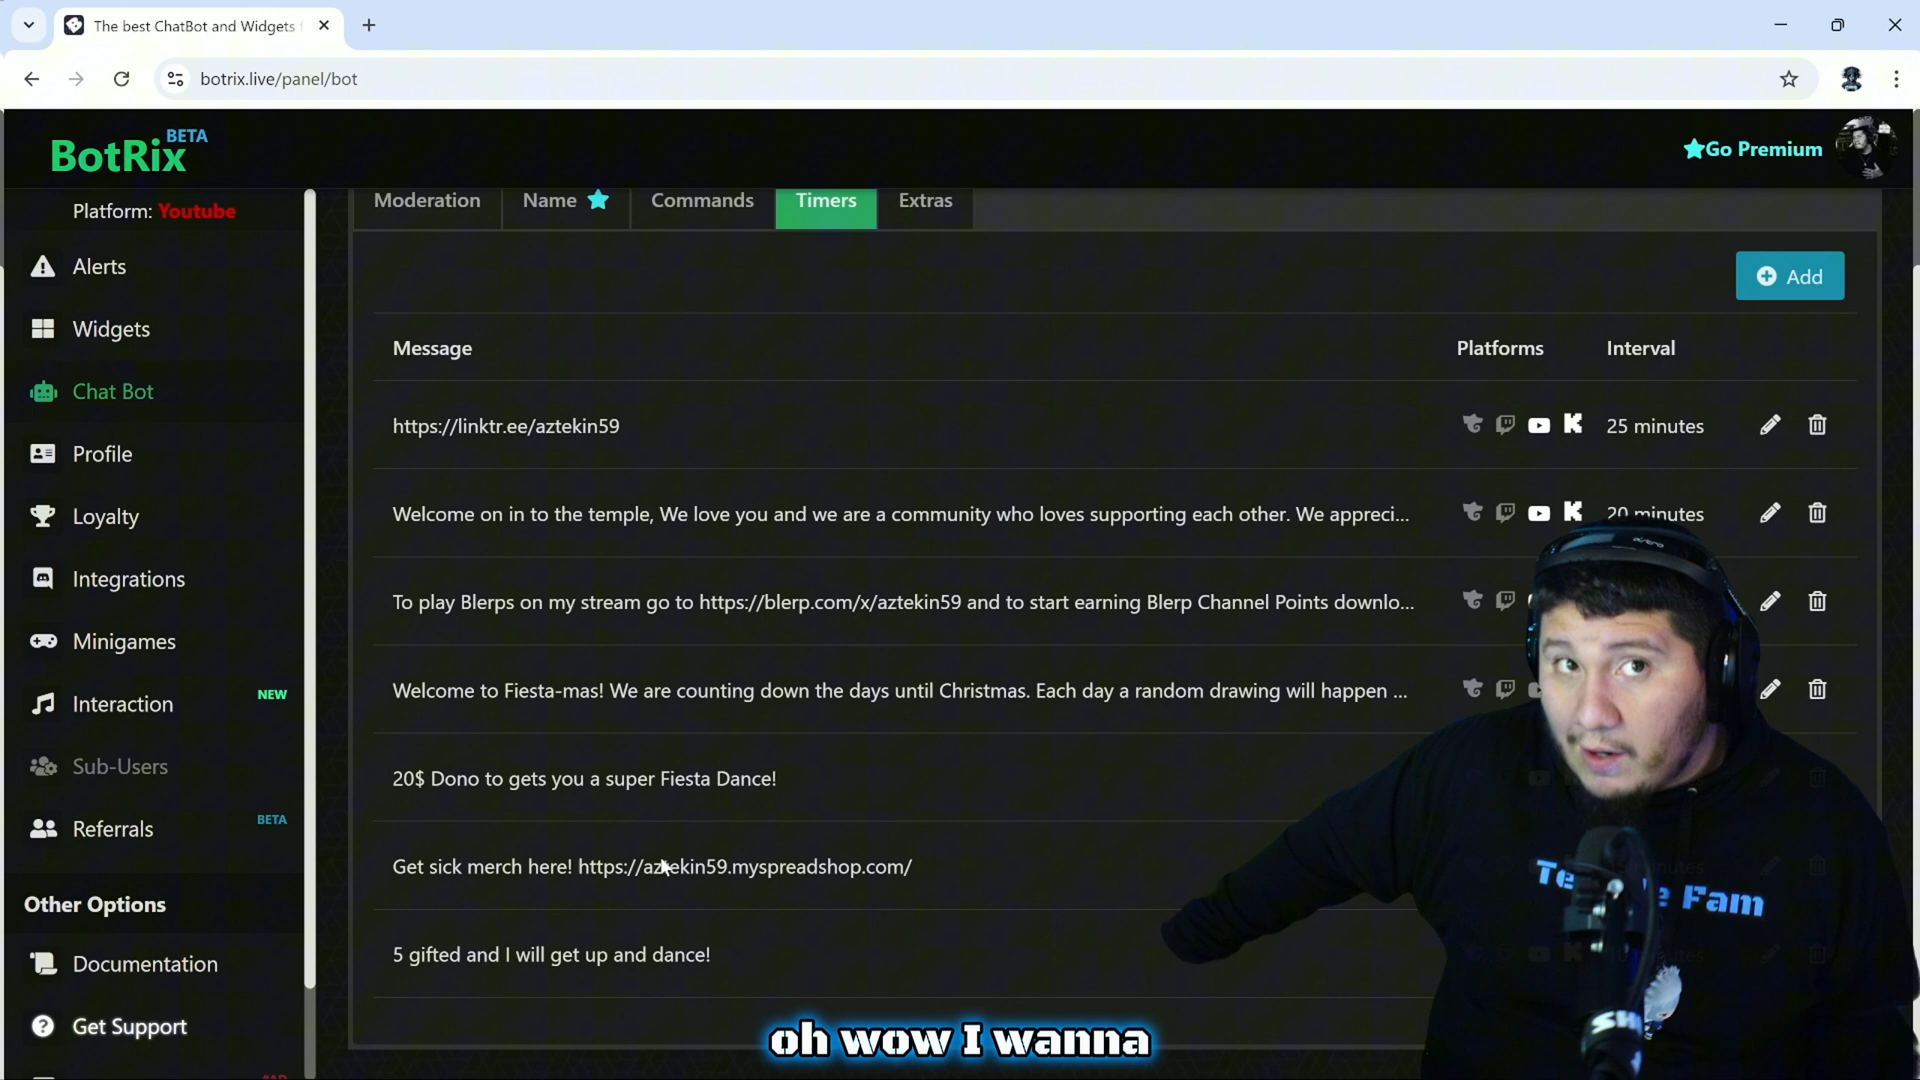 The best ChatBot and Widgets
botrix.live/panel/bot
BotRix BETA
Go Premium
Platform: Youtube
Alerts
Widgets
Chat Bot
Profile
Loyalty
Integrations
Minigames
Interaction NEW
Sub-Users
Referrals BETA
Other Options
Documentation
Get Support
Moderation Name Commands Timers Extras
Add
Message Platforms Interval
https://linktr.ee/aztekin59 25 minutes
Welcome on in to the temple, We love you and we are a community who loves supporting each other. We appreci... 20 minutes
To play Blerps on my stream go to https://blerp.com/x/aztekin59 and to start earning Blerp Channel Points downlo...
Welcome to Fiesta-mas! We are counting down the days until Christmas. Each day a random drawing will happen ...
20$ Dono to gets you a super Fiesta Dance!
Get sick merch here! https://aztekin59.myspreadshop.com/
5 gifted and I will get up and dance!
Fam
oh wow I wanna